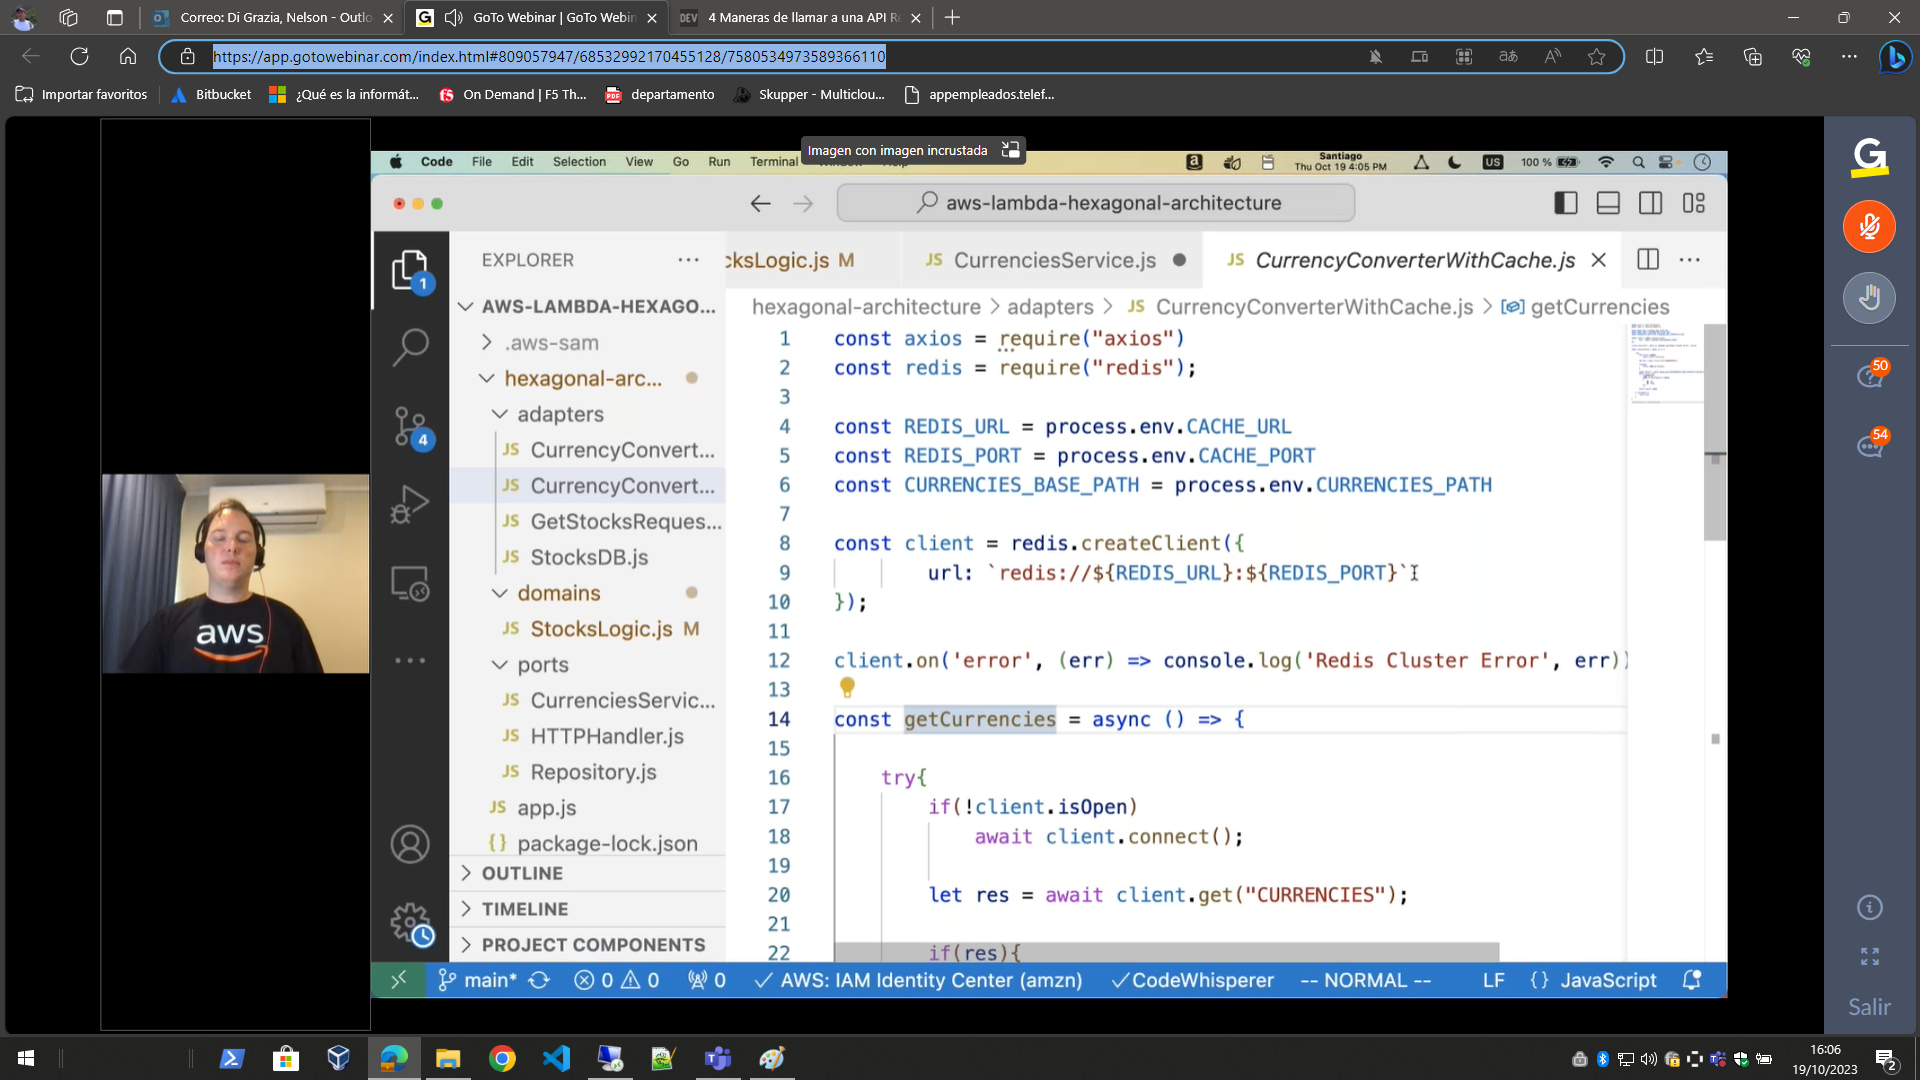 Correo: Di Grazia, Nelson - Outlo
GoTo Webinar | GoTo Webin
DEV
4 Maneras de llamar a una API Re
https://app.gotowebinar.com/index.html#809057947/68532992170455128/7580534973589366110
Importar favoritos
Bitbucket
¿Qué es la informát...
On Demand | F5 Th...
departamento
Skupper - Multiclou...
appempleados.telef...
Imagen con imagen incrustada
Code File Edit Selection View Go Run Terminal
Santiago
Thu Oct 19 4:05 PM
US
100 %
aws-lambda-hexagonal-architecture
EXPLORER
cksLogic.js M
JS CurrenciesService.js
JS CurrencyConverterWithCache.js
hexagonal-architecture > adapters > JS CurrencyConverterWithCache.js > getCurrencies
AWS-LAMBDA-HEXAGO...
.aws-sam
hexagonal-arc...
adapters
JS CurrencyConvert...
JS CurrencyConvert...
JS GetStocksReques...
JS StocksDB.js
domains
JS StocksLogic.js M
ports
JS CurrenciesServic...
JS HTTPHandler.js
JS Repository.js
JS app.js
{} package-lock.json
OUTLINE
TIMELINE
PROJECT COMPONENTS
1
4
1 const axios = require("axios")
2 const redis = require("redis");
3
4 const REDIS_URL = process.env.CACHE_URL
5 const REDIS_PORT = process.env.CACHE_PORT
6 const CURRENCIES_BASE_PATH = process.env.CURRENCIES_PATH
7
8 const client = redis.createClient({
9 url: `redis://${REDIS_URL}:${REDIS_PORT}`
10 });
11
12 client.on('error', (err) => console.log('Redis Cluster Error', err))
13
14 const getCurrencies = async () => {
15
16 try{
17 if(!client.isOpen)
18 await client.connect();
19
20 let res = await client.get("CURRENCIES");
21
22 if(res){
main* 0 0 0 AWS: IAM Identity Center (amzn) CodeWhisperer -- NORMAL -- LF {} JavaScript
aws
G
50
54
Salir
16:06
19/10/2023
2